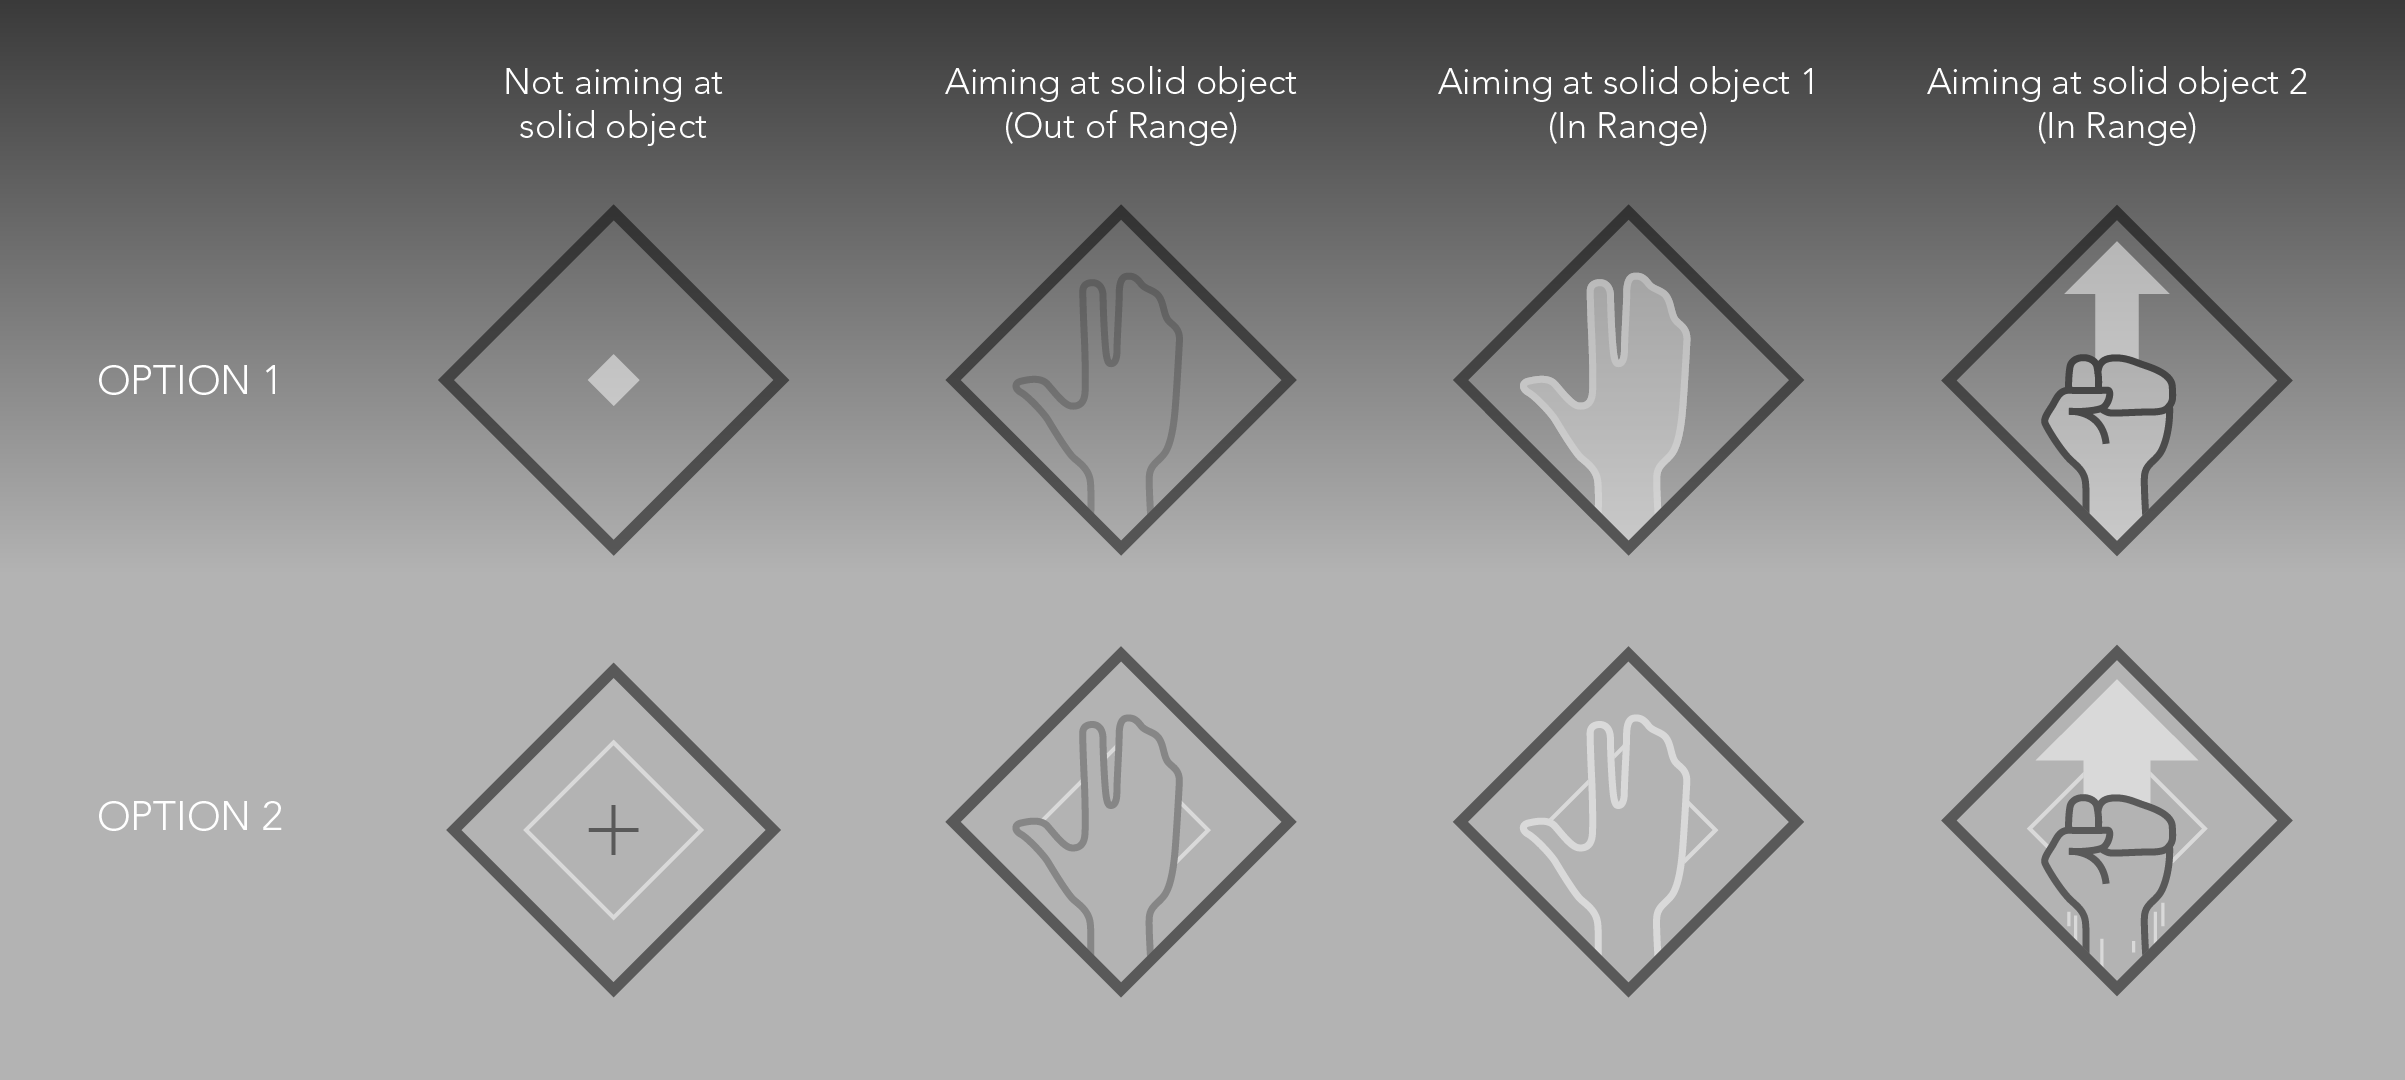 Not aiming at
solid object
Aiming at solid object
(Out of Range)
Aiming at solid object 1
(In Range)
Aiming at solid object 2
(In Range)
OPTION 1
OPTION 2